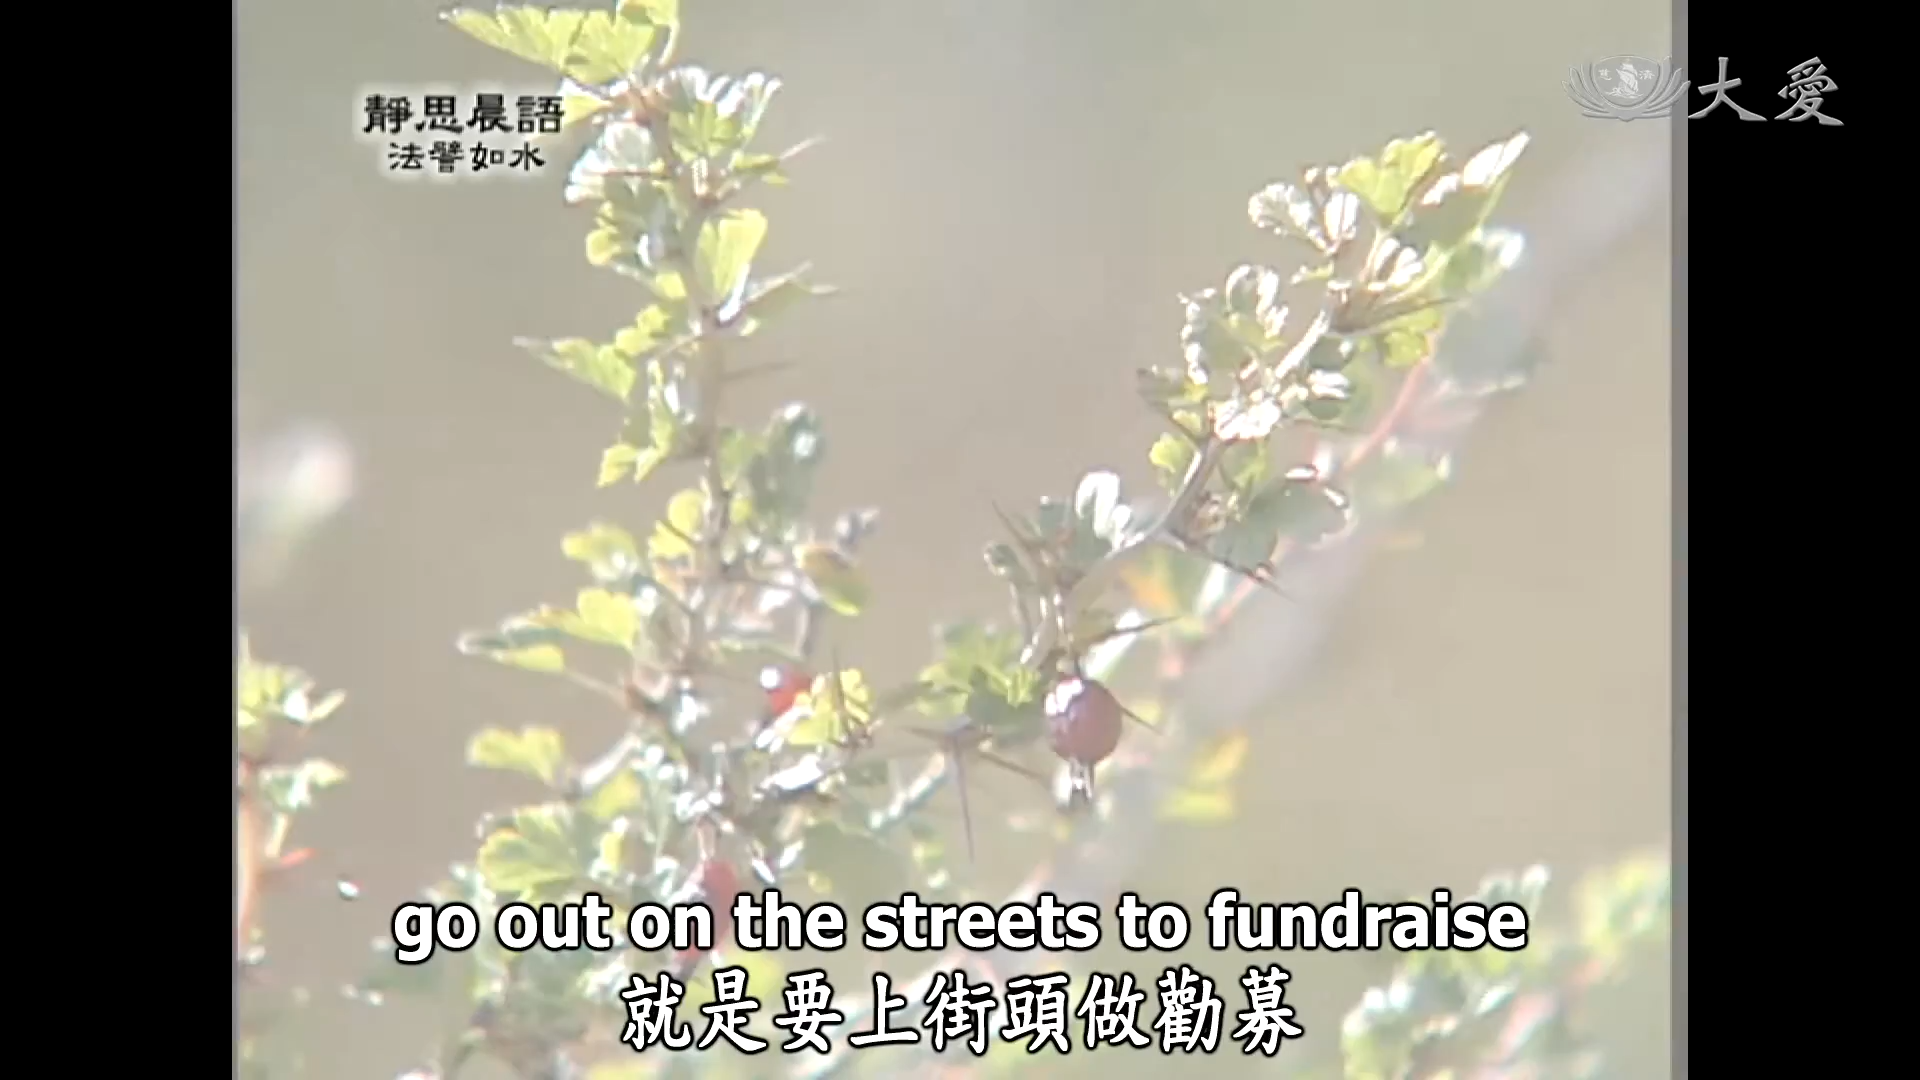 靜思晨語
法譬如水
大愛
go out on the streets to fundraise
就是要上街頭做勸募